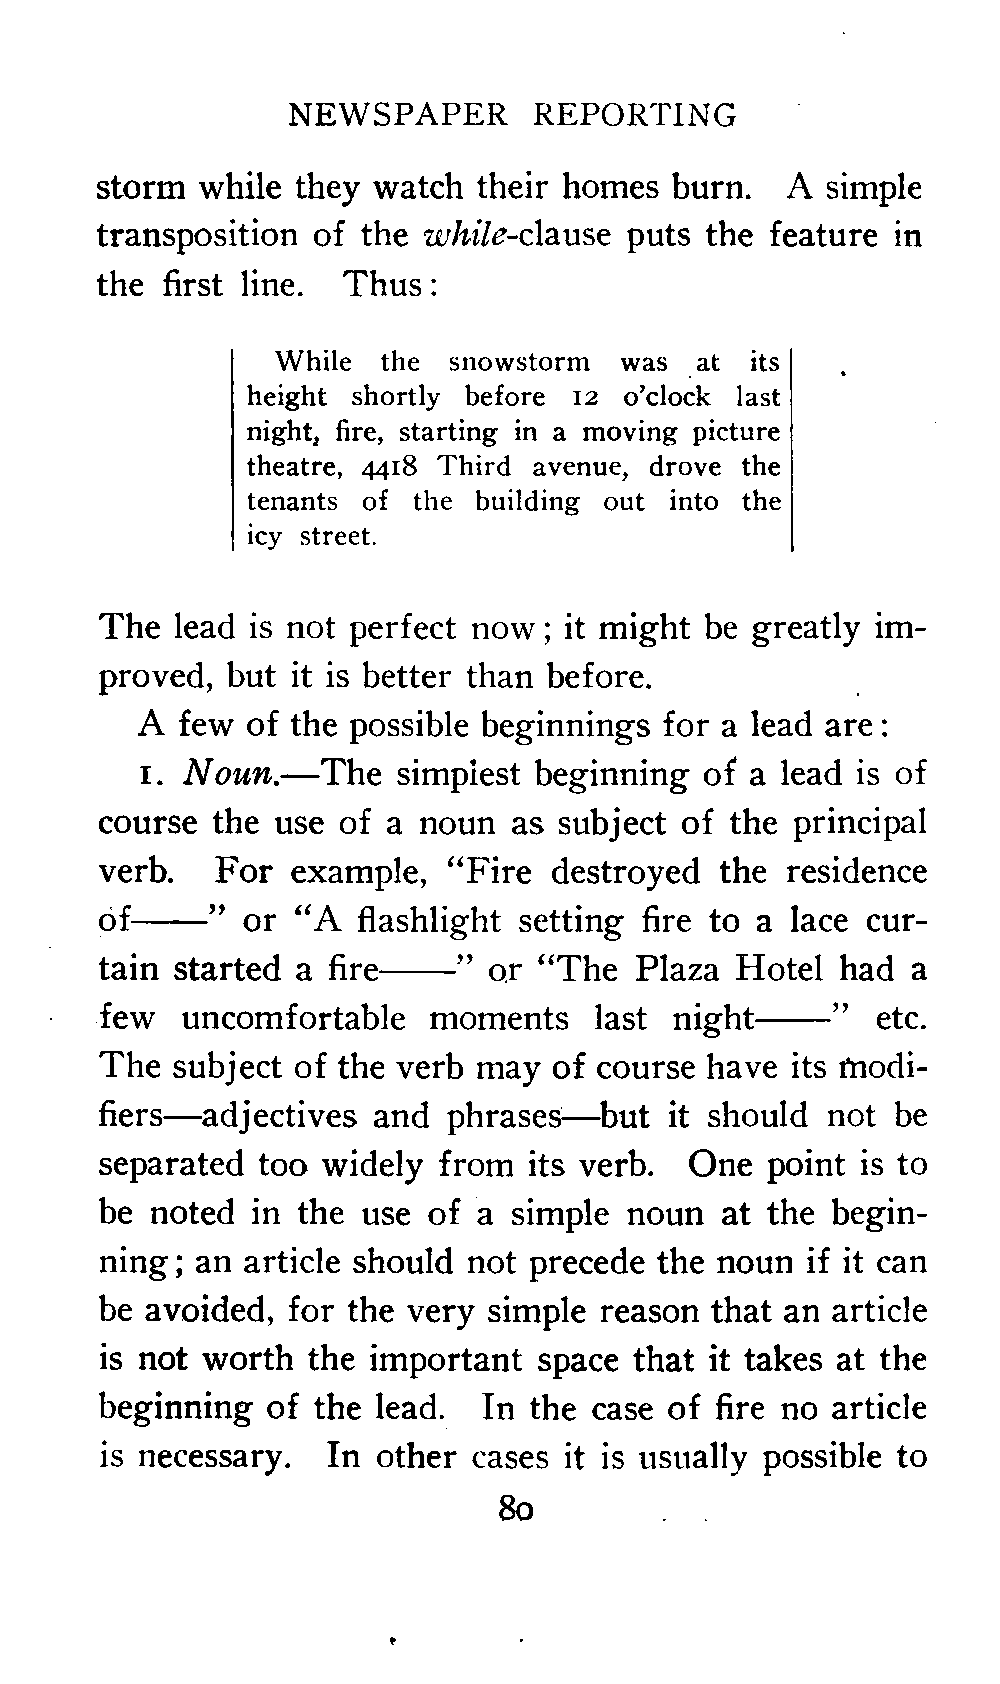 NEWSPAPER REPORTING
storm while they watch their homes burn. A simple
transposition of the while-clause puts the feature in
the first line. Thus:
While the snowstorm was at its
height shortly before 12 o'clock last
night, fire, starting in a moving picture
theatre, 4418 Third avenue, drove the
tenants of the building out into the
icy street.
The lead is not perfect now; it might be greatly im-
proved, but it is better than before.
A few of the possible beginnings for a lead are:
1. Noun.—The simplest beginning of a lead is of
course the use of a noun as subject of the principal
verb. For example, “Fire destroyed the residence
of——” or “A flashlight setting fire to a lace cur-
tain started a fire——” or “The Plaza Hotel had a
few uncomfortable moments last night——” etc.
The subject of the verb may of course have its modi-
fiers—adjectives and phrases—but it should not be
separated too widely from its verb. One point is to
be noted in the use of a simple noun at the begin-
ning; an article should not precede the noun if it can
be avoided, for the very simple reason that an article
is not worth the important space that it takes at the
beginning of the lead. In the case of fire no article
is necessary. In other cases it is usually possible to
80